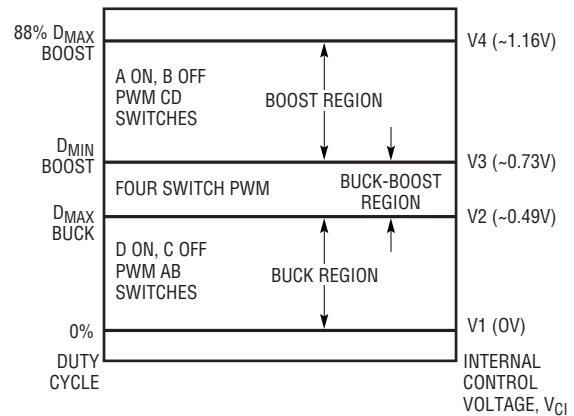 88% DMAX
BOOST
V4 (~1.16V)
A ON, B OFF
PWM CD
SWITCHES
BOOST REGION
DMIN
BOOST
V3 (~0.73V)
FOUR SWITCH PWM
BUCK-BOOST
REGION
DMAX
BUCK
V2 (~0.49V)
D ON, C OFF
PWM AB
SWITCHES
BUCK REGION
0%
V1 (0V)
DUTY
CYCLE
INTERNAL
CONTROL
VOLTAGE, VCI